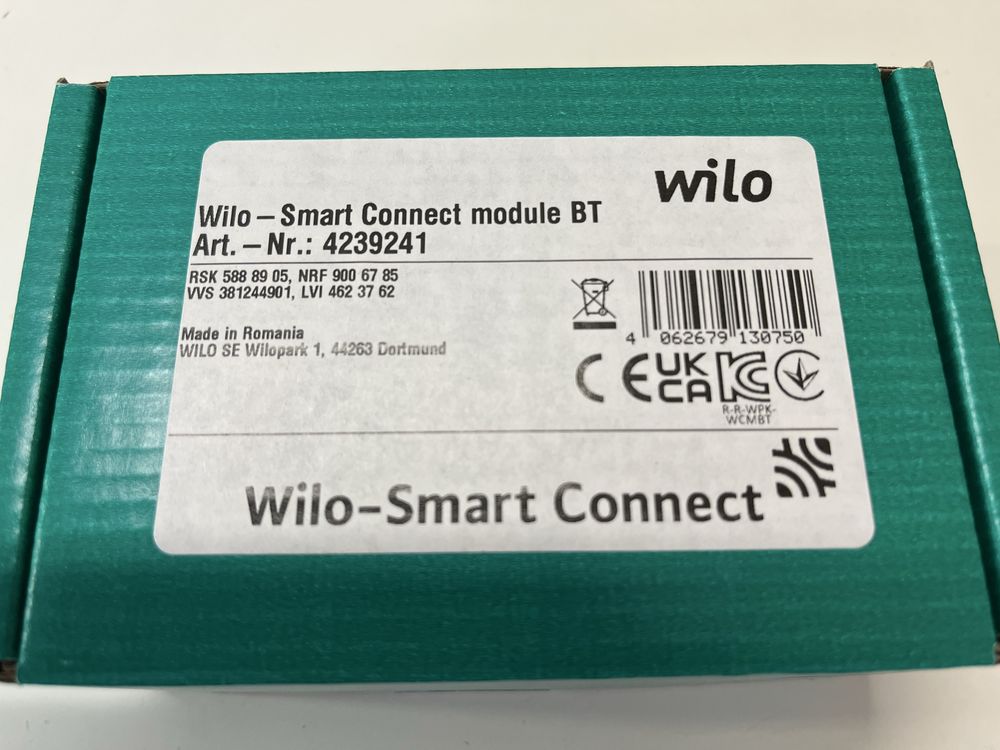 wilo
Wilo – Smart Connect module BT
Art. – Nr.: 4239241
RSK 588 89 05, NRF 900 67 85
VVS 381244901, LVI 462 37 62
Made in Romania
WILO SE Wilopark 1, 44263 Dortmund
4 062679 130750
CE UK CA KC
R-R-WPK-
WCMBT
Wilo-Smart Connect